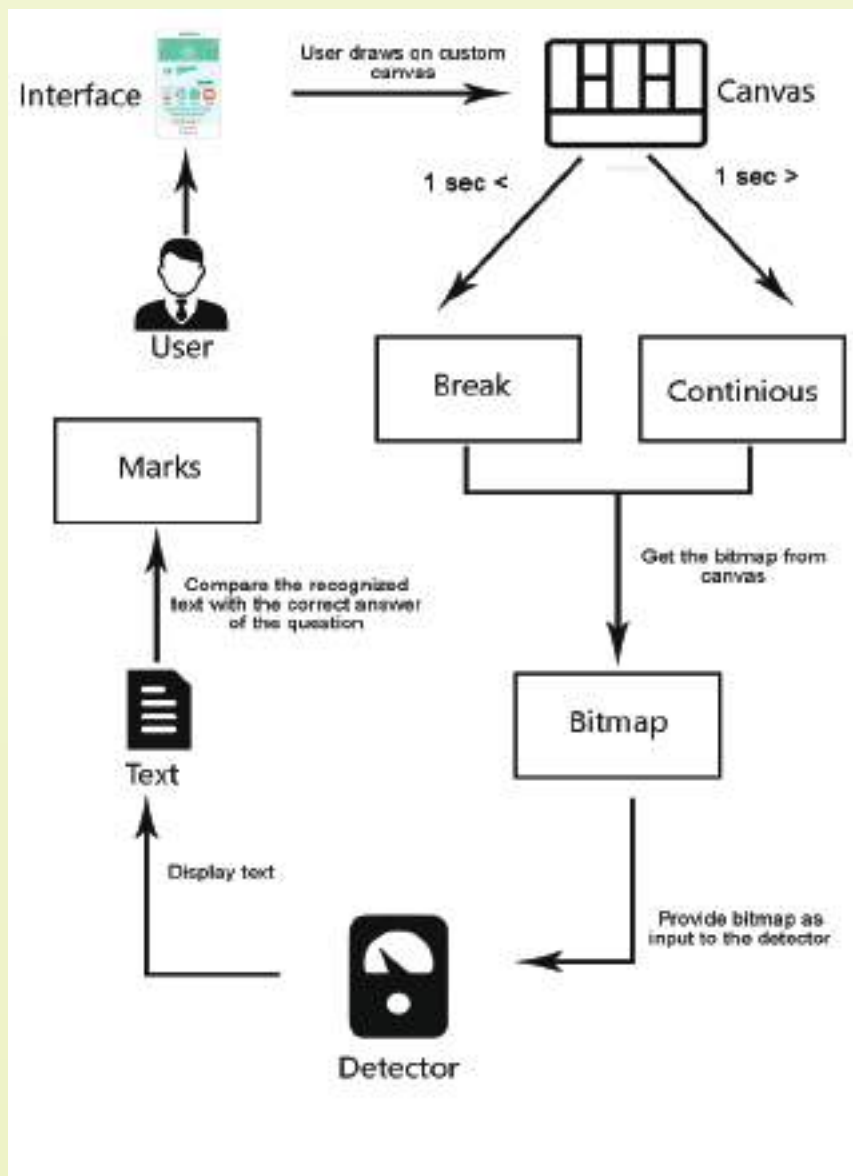 Interface
User draws on custom
canvas
Canvas
1 sec <
1 sec >
User
Break
Continious
Marks
Get the bitmap from
canvas
Compare the recognized
text with the correct answer
of the question
Bitmap
Text
Display text
Provide bitmap as
input to the detector
Detector